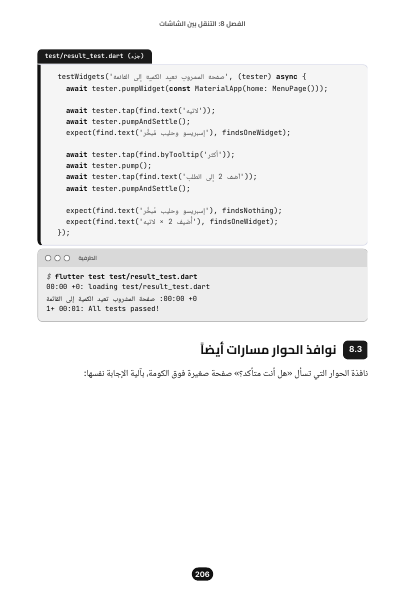 الفصل 8: التنقل بين الشاشات
test/result_test.dart (جزء)
testWidgets('صفحة المشروب تعيد الكمية إلى القائمة', (tester) async {
await tester.pumpWidget(const MaterialApp(home: MenuPage()));
await tester.tap(find.text('لاتيه'));
await tester.pumpAndSettle();
expect(find.text('إسبريسو وحليب مُبخَّر'), findsOneWidget);
await tester.tap(find.byTooltip('أكثر'));
await tester.pump();
await tester.tap(find.text('أضف 2 إلى الطلب'));
await tester.pumpAndSettle();
expect(find.text('إسبريسو وحليب مُبخَّر'), findsNothing);
expect(find.text('أُضيف 2 × لاتيه'), findsOneWidget);
});
الطرفية
$ flutter test test/result_test.dart
00:00 +0: loading test/result_test.dart
00:00 +0: صفحة المشروب تعيد الكمية إلى القائمة
00:01 +1: All tests passed!
8.3 نوافذ الحوار مسارات أيضاً
نافذة الحوار التي تسأل «هل أنت متأكد؟» صفحة صغيرة فوق الكومة، بآلية الإجابة نفسها:
206